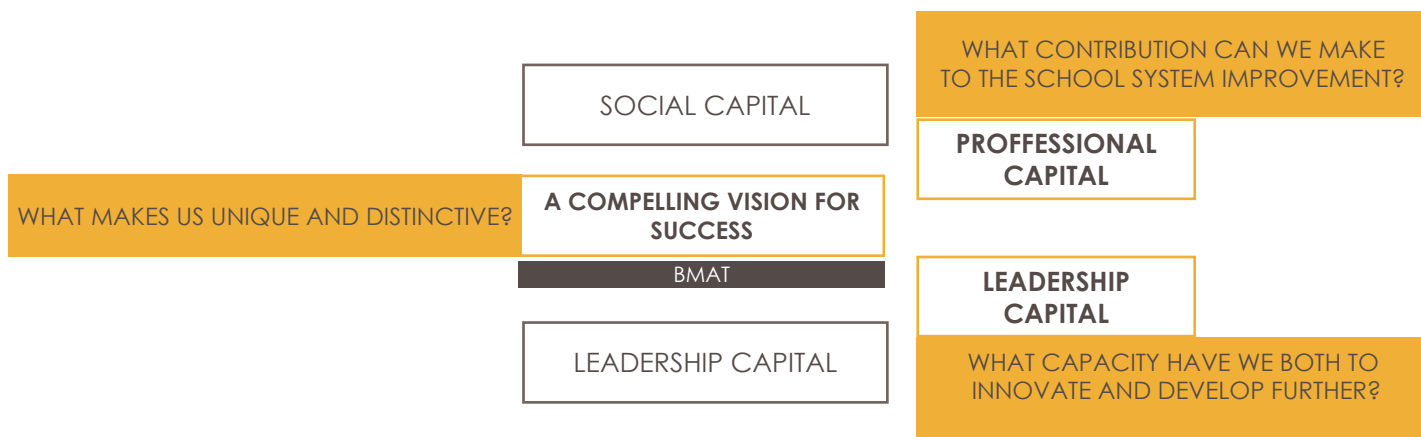 WHAT CONTRIBUTION CAN WE MAKE
TO THE SCHOOL SYSTEM IMPROVEMENT?
SOCIAL CAPITAL
PROFFESSIONAL
CAPITAL
WHAT MAKES US UNIQUE AND DISTINCTIVE?
A COMPELLING VISION FOR
SUCCESS
BMAT
LEADERSHIP
CAPITAL
LEADERSHIP CAPITAL
WHAT CAPACITY HAVE WE BOTH TO
INNOVATE AND DEVELOP FURTHER?